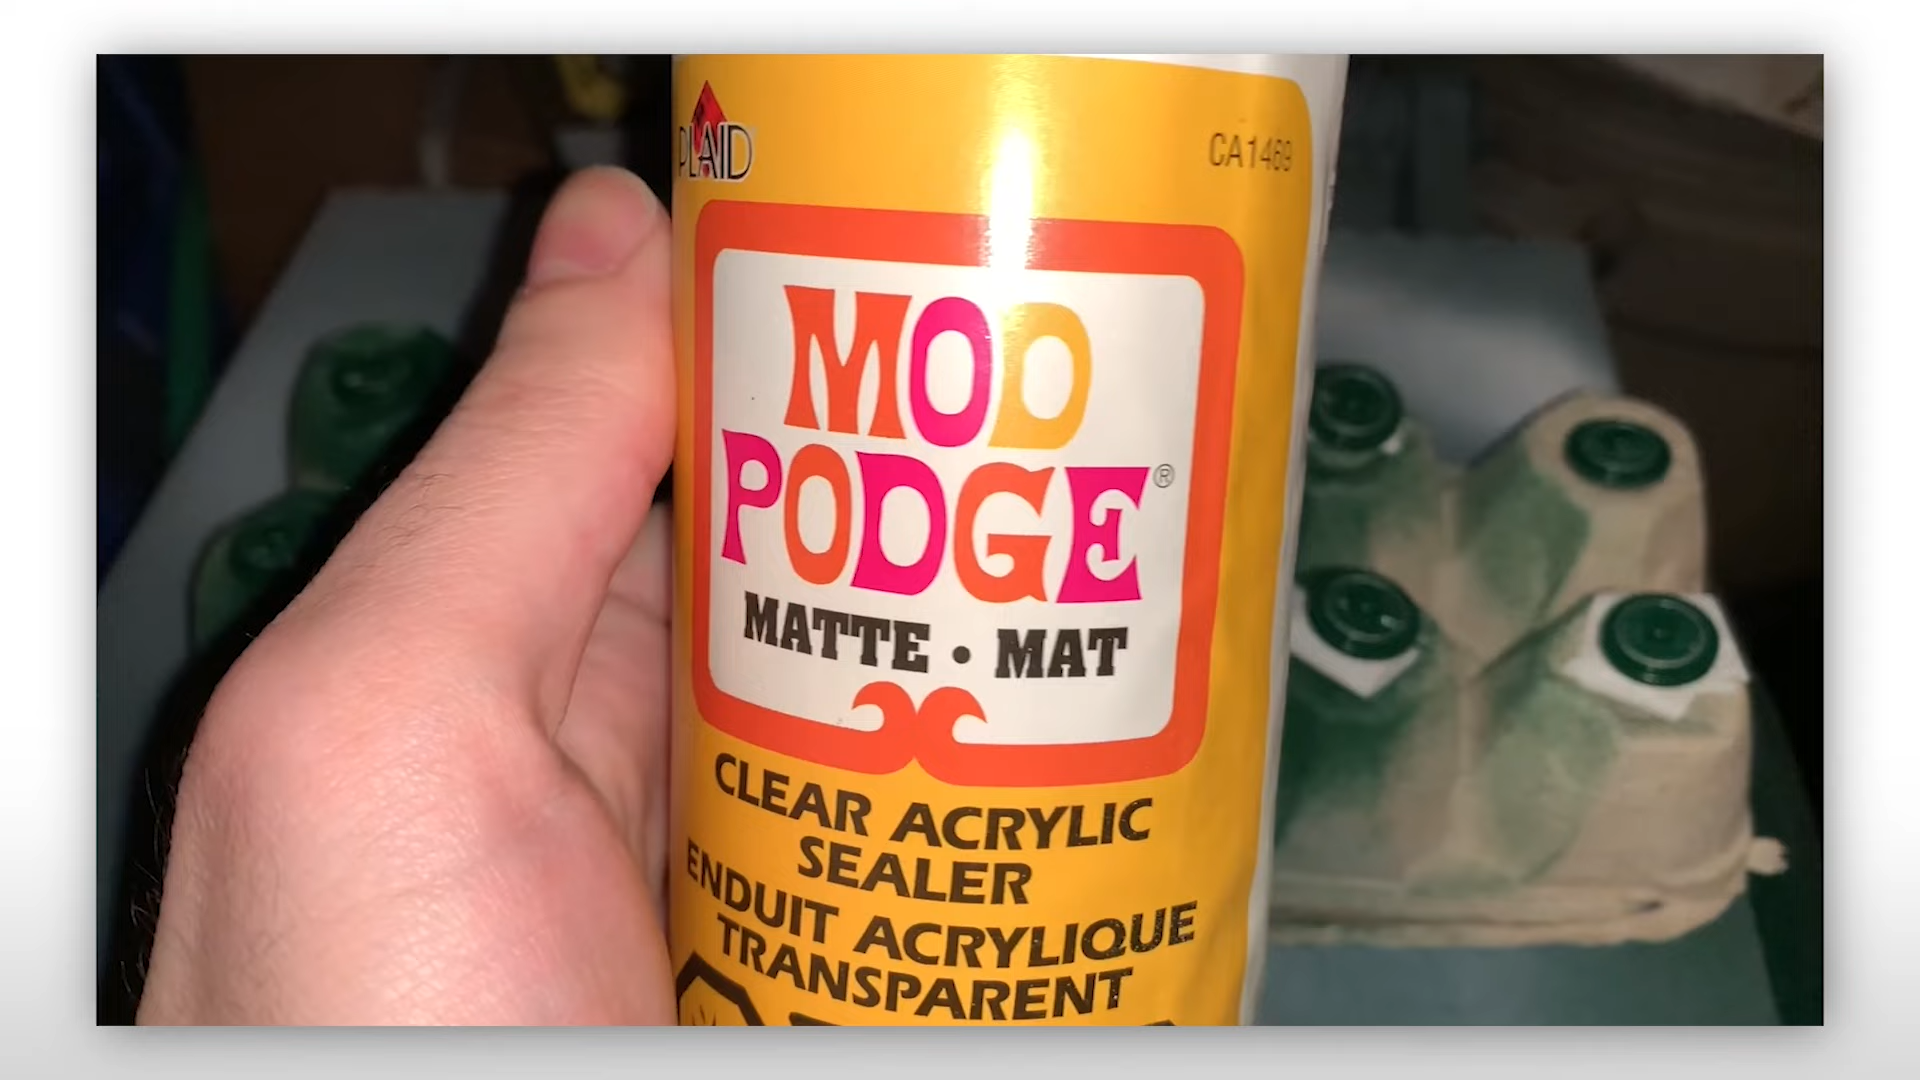 PLAID
CA1469
MOD
PODGE®
MATTE • MAT
CLEAR ACRYLIC
SEALER
ENDUIT ACRYLIQUE
TRANSPARENT